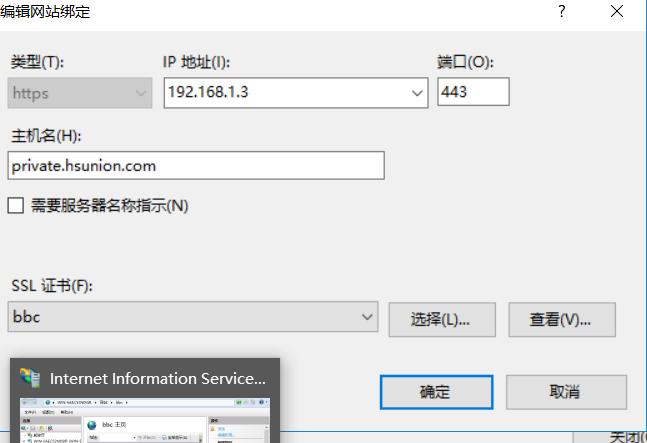 编辑网站绑定 ?
类型(T): IP 地址(I): 端口(O):
https 192.168.1.3 443
主机名(H):
private.hsunion.com
需要服务器名称指示(N)
SSL 证书(F):
bbc 选择(L)... 查看(V)...
Internet Information Service...
确定 取消
bbc 主页